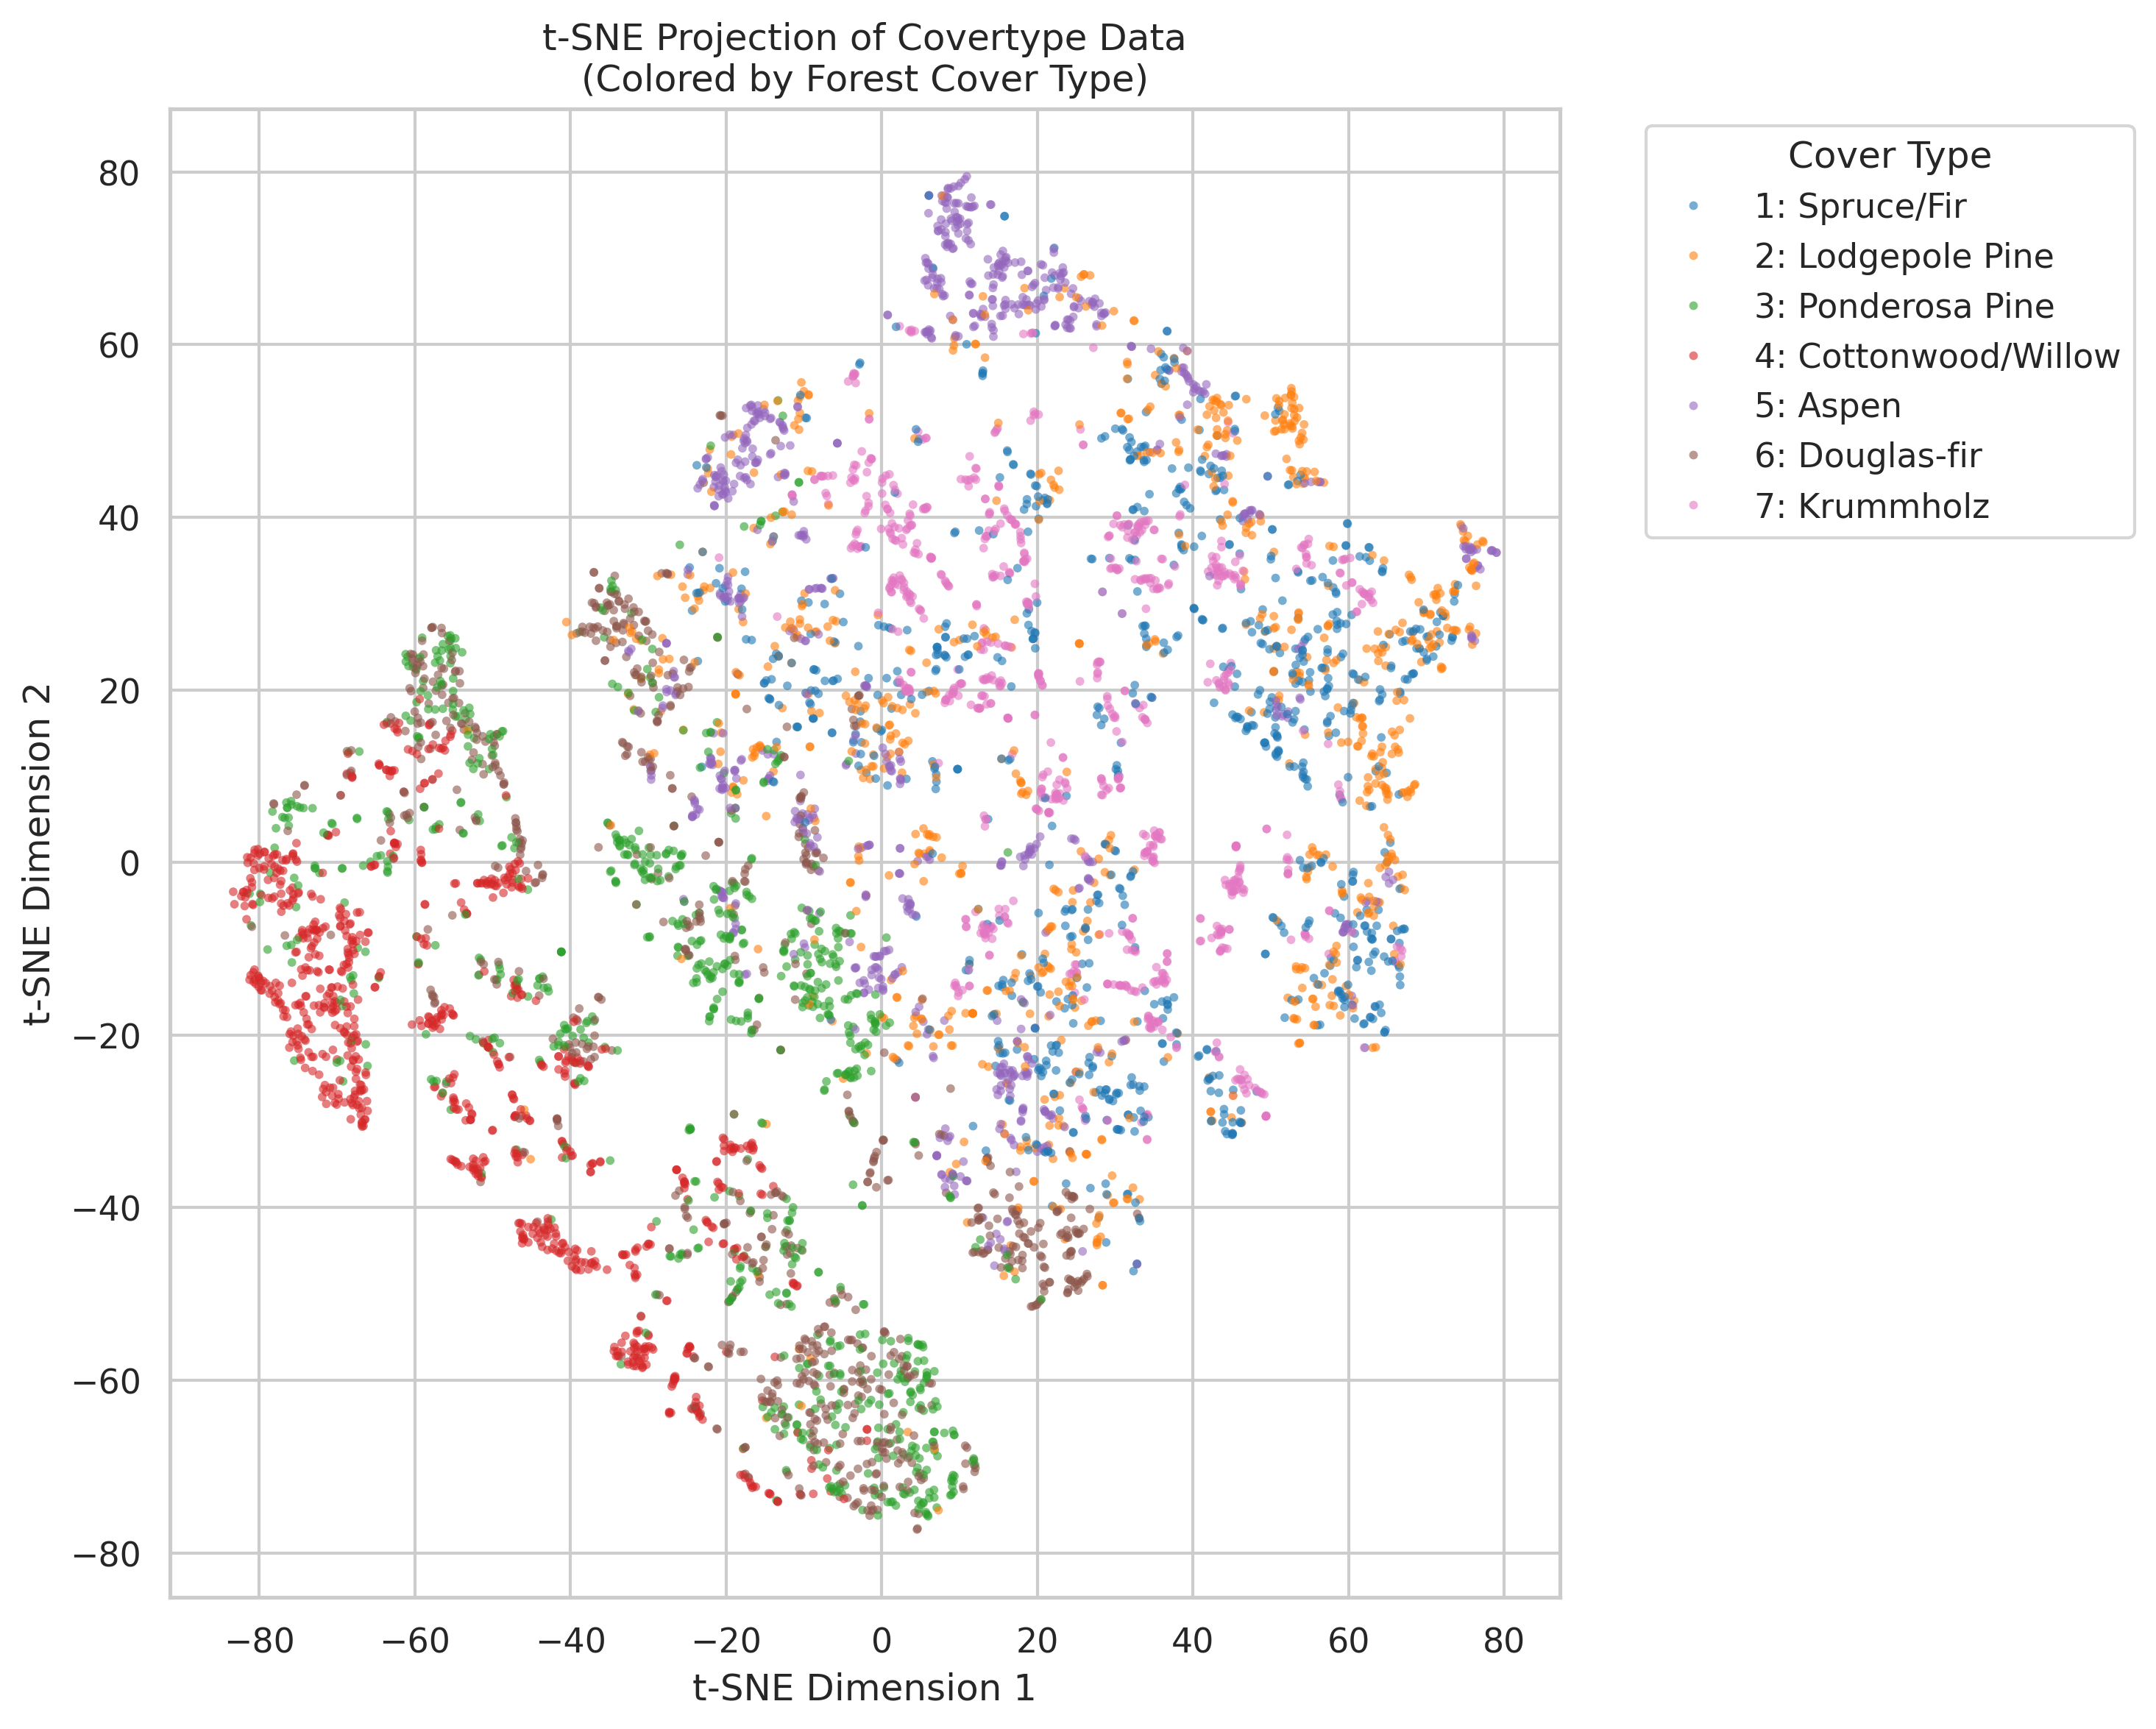 t-SNE Projection of Covertype Data
(Colored by Forest Cover Type)
Cover Type
1: Spruce/Fir
2: Lodgepole Pine
3: Ponderosa Pine
4: Cottonwood/Willow
5: Aspen
6: Douglas-fir
7: Krummholz
t-SNE Dimension 2
80
60
40
20
0
−20
−40
−60
−80
−80
−60
−40
−20
0
20
40
60
80
t-SNE Dimension 1